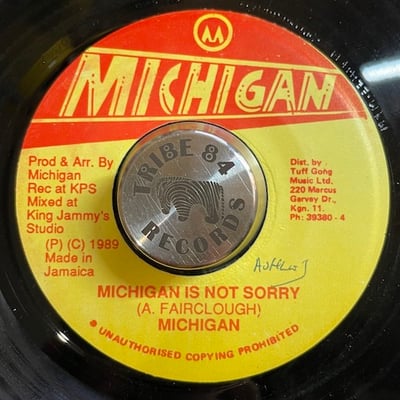 M
MICHIGAN
Prod & Arr. By
Michigan
Rec at KPS
Mixed at
King Jammy's
Studio
(P) (C) 1989
Made in
Jamaica
TRIBE 84
RECORDS
Dist. by
Tuff Gong
Music Ltd.
220 Marcus
Garvey Dr.,
Kgn. 11.
Ph: 39380 - 4
MICHIGAN IS NOT SORRY
(A. FAIRCLOUGH)
MICHIGAN
UNAUTHORISED COPYING PROHIBITED